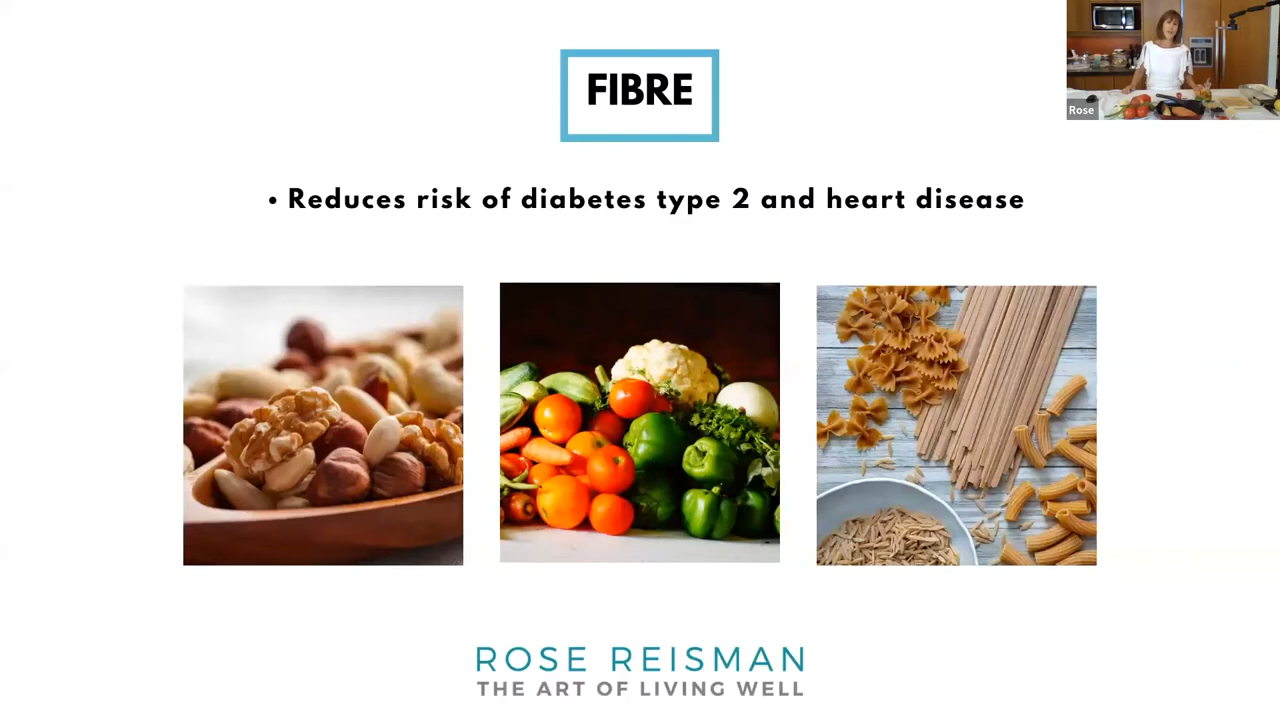 FIBRE
Rose
• Reduces risk of diabetes type 2 and heart disease
ROSE REISMAN
THE ART OF LIVING WELL